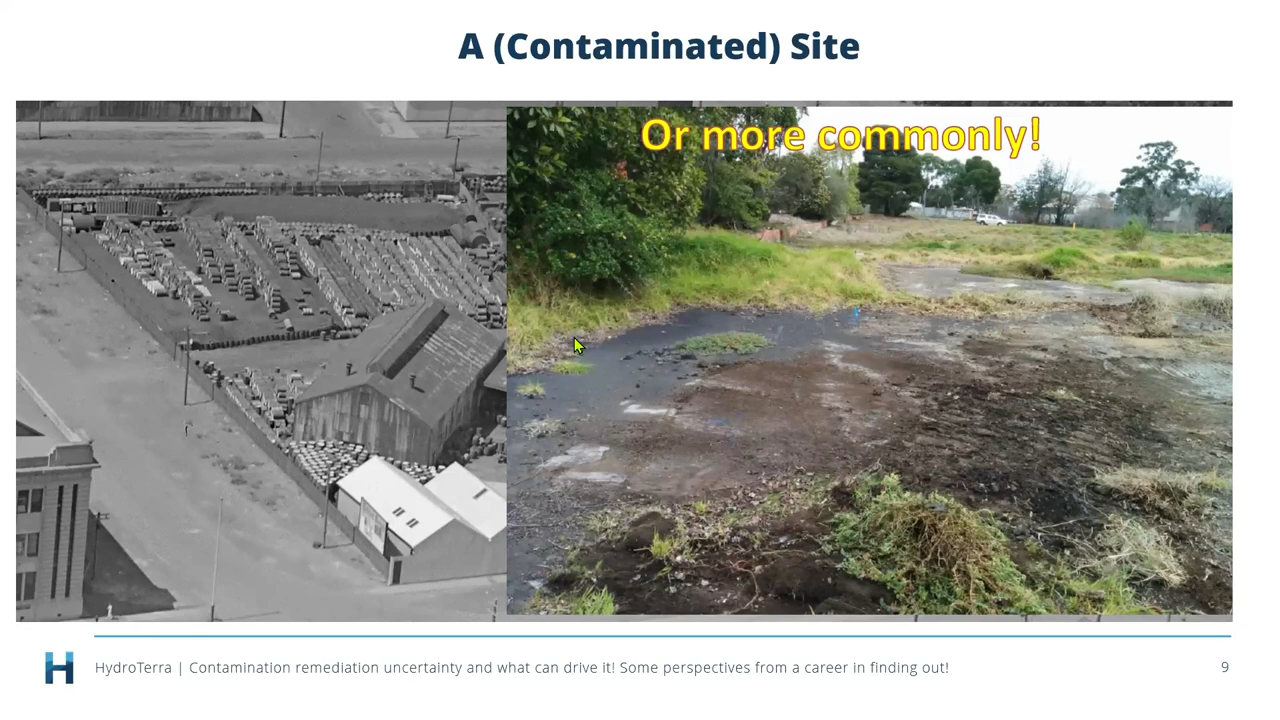 A (Contaminated) Site
Or more commonly!
HydroTerra | Contamination remediation uncertainty and what can drive it! Some perspectives from a career in finding out!
9